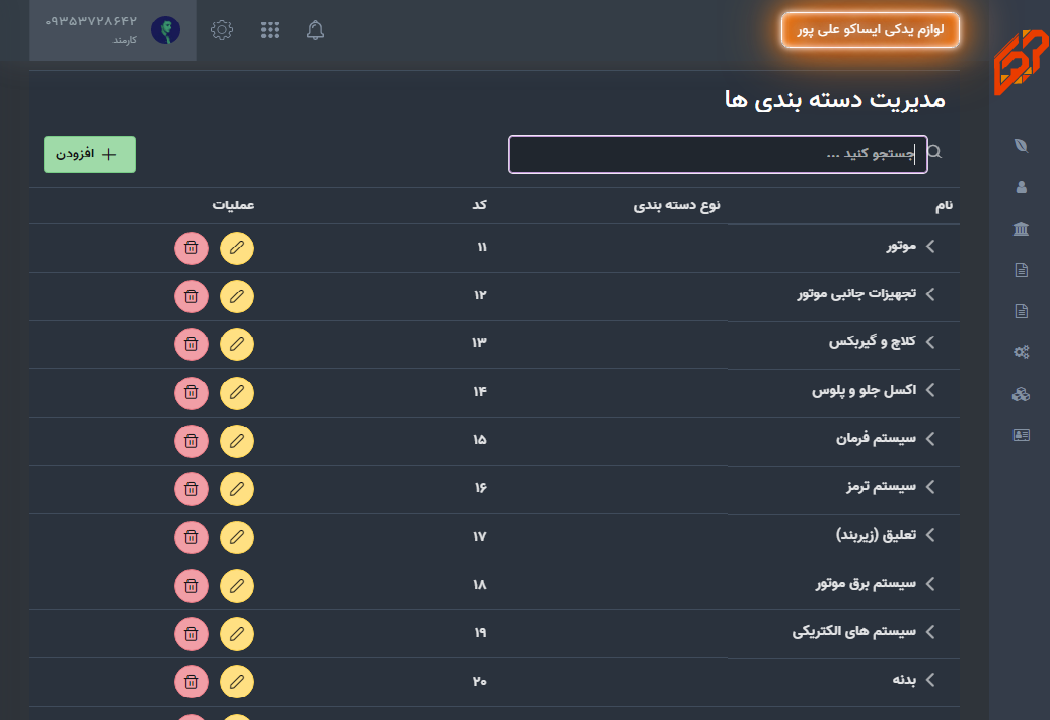 لوازم یدکی ایساکو علی پور
۰۹۳۵۳۷۲۸۶۴۲
کارمند
مدیریت دسته بندی ها
جستجو کنید ...
افزودن
نام نوع دسته بندی کد عملیات
موتور ۱۱
تجهیزات جانبی موتور ۱۲
کلاچ و گیربکس ۱۳
اکسل جلو و پلوس ۱۴
سیستم فرمان ۱۵
سیستم ترمز ۱۶
تعلیق (زیربند) ۱۷
سیستم برق موتور ۱۸
سیستم های الکتریکی ۱۹
بدنه ۲۰